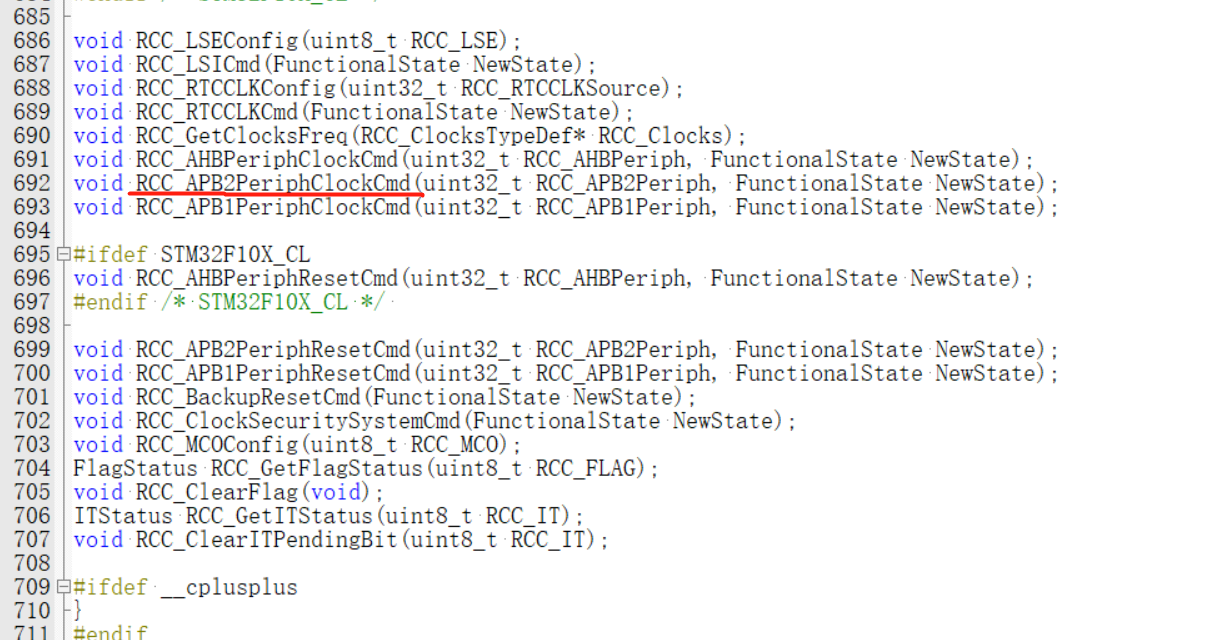 685
686 void RCC_LSEConfig(uint8_t RCC_LSE);
687 void RCC_LSICmd(FunctionalState NewState);
688 void RCC_RTCCLKConfig(uint32_t RCC_RTCCLKSource);
689 void RCC_RTCCLKCmd(FunctionalState NewState);
690 void RCC_GetClocksFreq(RCC_ClocksTypeDef* RCC_Clocks);
691 void RCC_AHBPeriphClockCmd(uint32_t RCC_AHBPeriph, FunctionalState NewState);
692 void RCC_APB2PeriphClockCmd(uint32_t RCC_APB2Periph, FunctionalState NewState);
693 void RCC_APB1PeriphClockCmd(uint32_t RCC_APB1Periph, FunctionalState NewState);
694
695 #ifdef STM32F10X_CL
696 void RCC_AHBPeriphResetCmd(uint32_t RCC_AHBPeriph, FunctionalState NewState);
697 #endif /* STM32F10X_CL */
698
699 void RCC_APB2PeriphResetCmd(uint32_t RCC_APB2Periph, FunctionalState NewState);
700 void RCC_APB1PeriphResetCmd(uint32_t RCC_APB1Periph, FunctionalState NewState);
701 void RCC_BackupResetCmd(FunctionalState NewState);
702 void RCC_ClockSecuritySystemCmd(FunctionalState NewState);
703 void RCC_MCOConfig(uint8_t RCC_MCO);
704 FlagStatus RCC_GetFlagStatus(uint8_t RCC_FLAG);
705 void RCC_ClearFlag(void);
706 ITStatus RCC_GetITStatus(uint8_t RCC_IT);
707 void RCC_ClearITPendingBit(uint8_t RCC_IT);
708
709 #ifdef __cplusplus
710 }
711 #endif